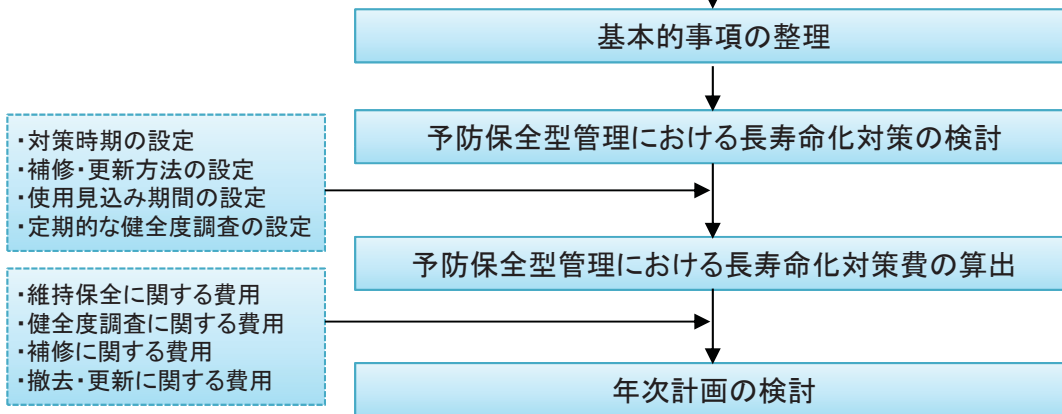 基本的事項の整理
予防保全型管理における長寿命化対策の検討
・対策時期の設定
・補修・更新方法の設定
・使用見込み期間の設定
・定期的な健全度調査の設定
予防保全型管理における長寿命化対策費の算出
・維持保全に関する費用
・健全度調査に関する費用
・補修に関する費用
・撤去・更新に関する費用
年次計画の検討